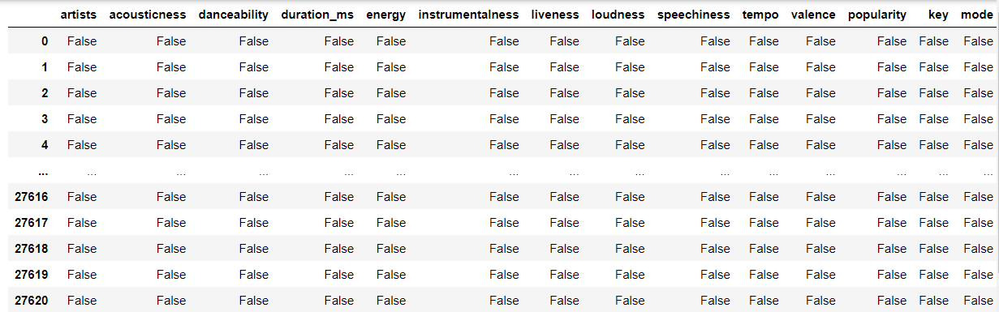 artists acousticness danceability duration_ms energy instrumentalness liveness loudness speechiness tempo valence popularity key mode
0 False False False False False False False False False False False False False False
1 False False False False False False False False False False False False False False
2 False False False False False False False False False False False False False False
3 False False False False False False False False False False False False False False
4 False False False False False False False False False False False False False False
... ... ... ... ... ... ... ... ... ... ... ... ... ... ...
27616 False False False False False False False False False False False False False False
27617 False False False False False False False False False False False False False False
27618 False False False False False False False False False False False False False False
27619 False False False False False False False False False False False False False False
27620 False False False False False False False False False False False False False False